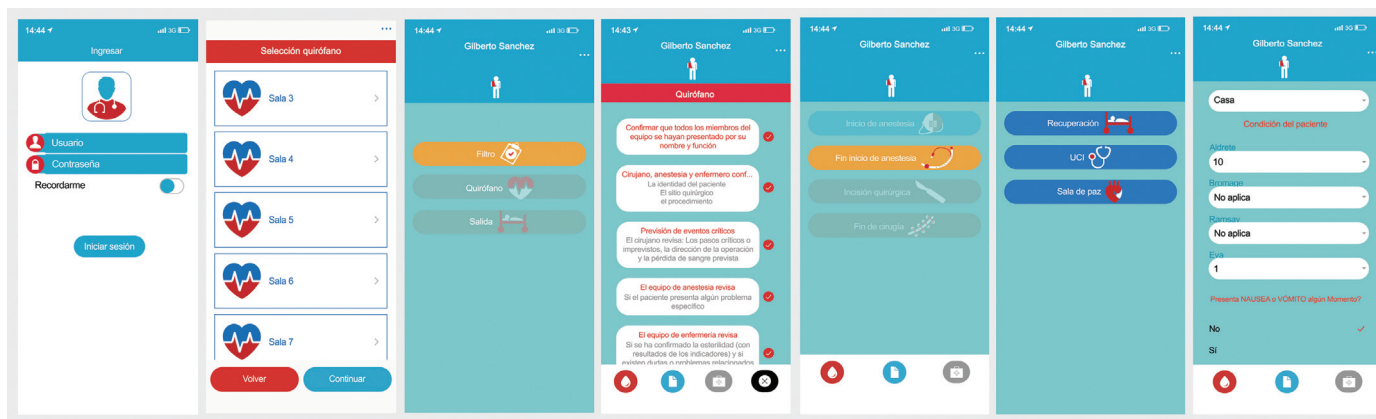 14:44
3G
Ingresar
Usuario
Contraseña
Recordarme
Iniciar sesión
...
Selección quirófano
Sala 3
Sala 4
Sala 5
Sala 6
Sala 7
Volver
Continuar
14:44
3G
Gilberto Sanchez
...
Filtro
Quirófano
Salida
14:43
3G
Gilberto Sanchez
...
Quirófano
Confirmar que todos los miembros del
equipo se hayan presentado por su
nombre y función
Cirujano, anestesia y enfermero conf...
La identidad del paciente
El sitio quirúrgico
el procedimiento
Previsión de eventos críticos
El cirujano revisa: Los pasos críticos o
imprevistos, la dirección de la operación
y la pérdida de sangre prevista
El equipo de anestesia revisa
Si el paciente presenta algún problema
específico
El equipo de enfermería revisa
Si se ha confirmado la esterilidad (con
resultados de los indicadores) y si
existen dudas o problemas relacionados
14:44
3G
Gilberto Sanchez
...
Inicio de anestesia
Fin inicio de anestesia
Incisión quirúrgica
Fin de cirugía
14:44
3G
Gilberto Sanchez
...
Recuperación
UCI
Sala de paz
14:44
3G
Gilberto Sanchez
...
Casa
Condición del paciente
Aldrete
10
Bromage
No aplica
Ramsay
No aplica
Eva
1
Presenta NAUSEA o VÓMITO algún Momento?
No
Sí